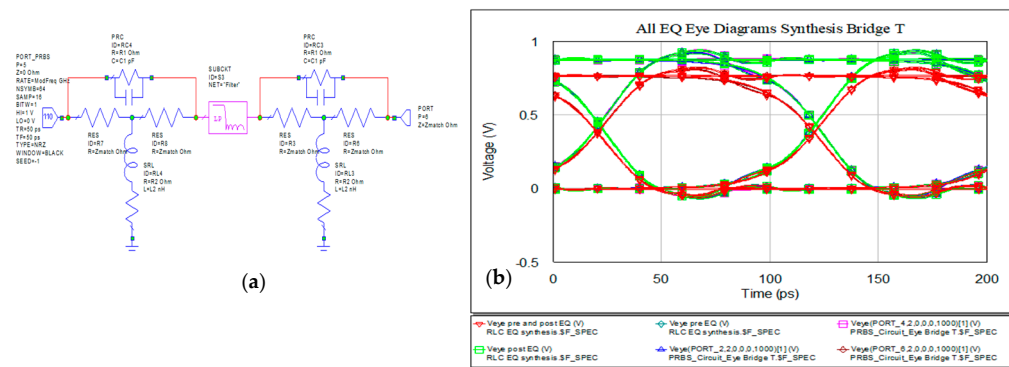 PORT_PRBS
P=5
Z=0 Ohm
RATE=ModFreq GHz
NSYMB=64
SAMP=16
BITW=1
HI=1 V
LO=0 V
TR=50 ps
TF=50 ps
TYPE=NRZ
WINDOW=BLACK
SEED=-1
110
PRC
ID=RC4
R=R1 Ohm
C=C1 pF
RES
ID=R7
R=Zmatch Ohm
RES
R=Zmatch Ohm
SRL
ID=RL4
R=R2 Ohm
L=L2 nH
SUBCKT
ID=S3
NET="Filter"
PRC
ID=RC3
R=R1 Ohm
C=C1 pF
RES
ID=R3
R=Zmatch Ohm
RES
ID=R6
R=Zmatch Ohm
SRL
ID=RL3
R=R2 Ohm
L=L2 nH
PORT
P=6
Z=Zmatch Ohm
(a)
All EQ Eye Diagrams Synthesis Bridge T
Voltage (V)
1
0.5
0
-0.5
0
50
100
150
200
Time (ps)
(b)
Veye pre and post EQ (V)
RLC EQ synthesis.$F_SPEC
Veye pre EQ (V)
RLC EQ synthesis.$F_SPEC
Veye(PORT_4,2,0,0,0,1000)[1] (V)
PRBS_Circuit_Eye Bridge T.$F_SPEC
Veye post EQ (V)
RLC EQ synthesis.$F_SPEC
Veye(PORT_2,2,0,0,0,1000)[1] (V)
PRBS_Circuit_Eye Bridge T.$F_SPEC
Veye(PORT_6,2,0,0,0,1000)[1] (V)
PRBS_Circuit_Eye Bridge T.$F_SPEC